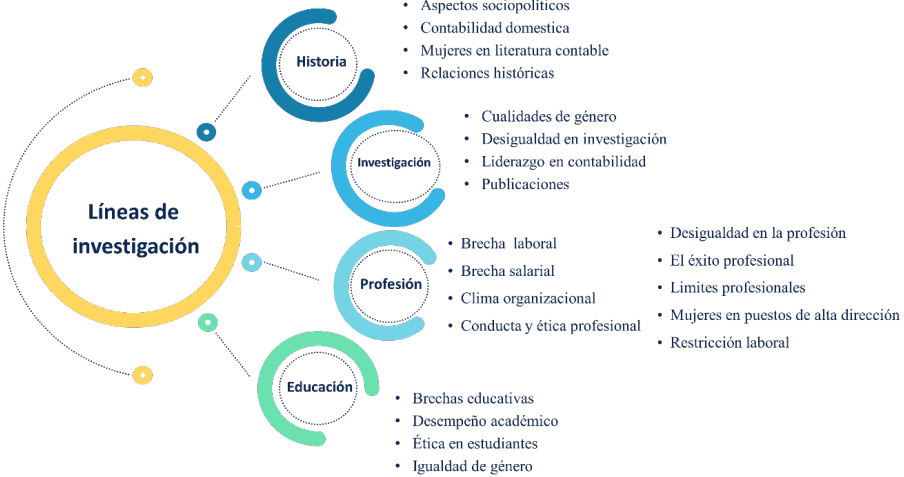 Líneas de
investigación
Historia
• Aspectos sociopolíticos
• Contabilidad domestica
• Mujeres en literatura contable
• Relaciones históricas
Investigación
• Cualidades de género
• Desigualdad en investigación
• Liderazgo en contabilidad
• Publicaciones
Profesión
• Brecha laboral
• Brecha salarial
• Clima organizacional
• Conducta y ética profesional
• Desigualdad en la profesión
• El éxito profesional
• Limites profesionales
• Mujeres en puestos de alta dirección
• Restricción laboral
Educación
• Brechas educativas
• Desempeño académico
• Ética en estudiantes
• Igualdad de género